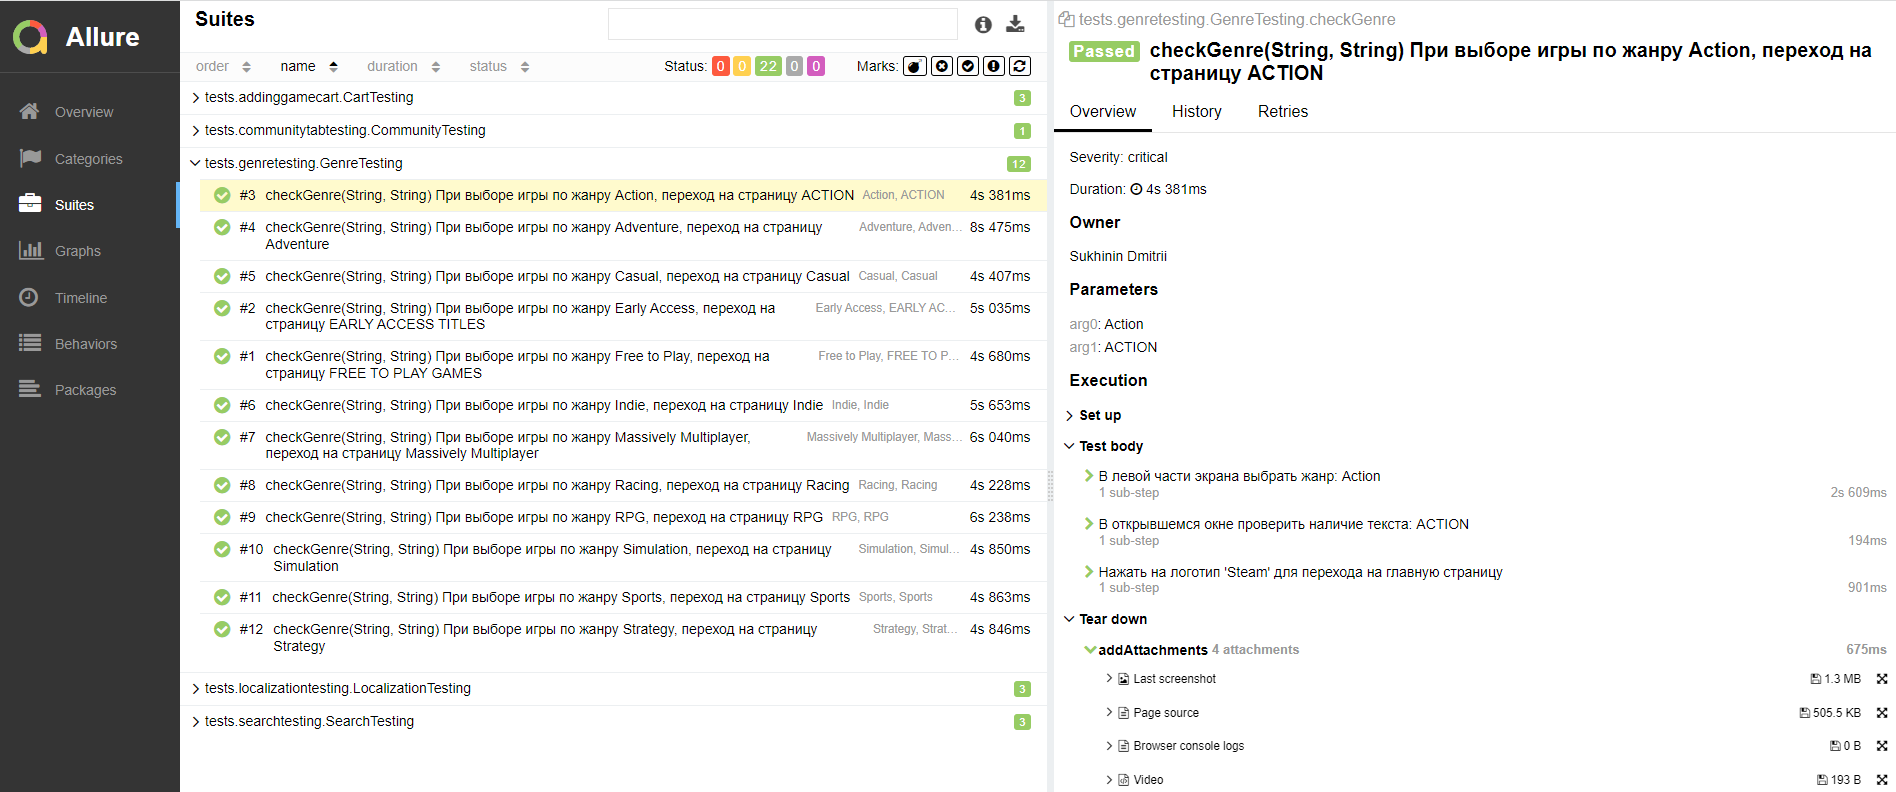 Allure
Overview
Categories
Suites
Graphs
Timeline
Behaviors
Packages
Suites
order name duration status Status: 0 0 22 0 0 Marks:
tests.addinggamecart.CartTesting 3
tests.communitytabtesting.CommunityTesting 1
tests.genretesting.GenreTesting 12
#3 checkGenre(String, String) При выборе игры по жанру Action, переход на страницу ACTION Action, ACTION 4s 381ms
#4 checkGenre(String, String) При выборе игры по жанру Adventure, переход на страницу Adventure, Adven... 8s 475ms
Adventure
#5 checkGenre(String, String) При выборе игры по жанру Casual, переход на страницу Casual Casual, Casual 4s 407ms
#2 checkGenre(String, String) При выборе игры по жанру Early Access, переход на Early Access, EARLY AC... 5s 035ms
страницу EARLY ACCESS TITLES
#1 checkGenre(String, String) При выборе игры по жанру Free to Play, переход на Free to Play, FREE TO P... 4s 680ms
страницу FREE TO PLAY GAMES
#6 checkGenre(String, String) При выборе игры по жанру Indie, переход на страницу Indie Indie, Indie 5s 653ms
#7 checkGenre(String, String) При выборе игры по жанру Massively Multiplayer, Massively Multiplayer, Mass... 6s 040ms
переход на страницу Massively Multiplayer
#8 checkGenre(String, String) При выборе игры по жанру Racing, переход на страницу Racing Racing, Racing 4s 228ms
#9 checkGenre(String, String) При выборе игры по жанру RPG, переход на страницу RPG RPG, RPG 6s 238ms
#10 checkGenre(String, String) При выборе игры по жанру Simulation, переход на страницу Simulation, Simul... 4s 850ms
Simulation
#11 checkGenre(String, String) При выборе игры по жанру Sports, переход на страницу Sports Sports, Sports 4s 863ms
#12 checkGenre(String, String) При выборе игры по жанру Strategy, переход на страницу Strategy, Strat... 4s 846ms
Strategy
tests.localizationtesting.LocalizationTesting 3
tests.searchtesting.SearchTesting 3
tests.genretesting.GenreTesting.checkGenre
Passed checkGenre(String, String) При выборе игры по жанру Action, переход на
страницу ACTION
Overview History Retries
Severity: critical
Duration: 4s 381ms
Owner
Sukhinin Dmitrii
Parameters
arg0: Action
arg1: ACTION
Execution
Set up
Test body
В левой части экрана выбрать жанр: Action
1 sub-step 2s 609ms
В открывшемся окне проверить наличие текста: ACTION
1 sub-step 194ms
Нажать на логотип 'Steam' для перехода на главную страницу
1 sub-step 901ms
Tear down
addAttachments 4 attachments 675ms
Last screenshot 1.3 MB
Page source 505.5 KB
Browser console logs 0 B
Video 193 B